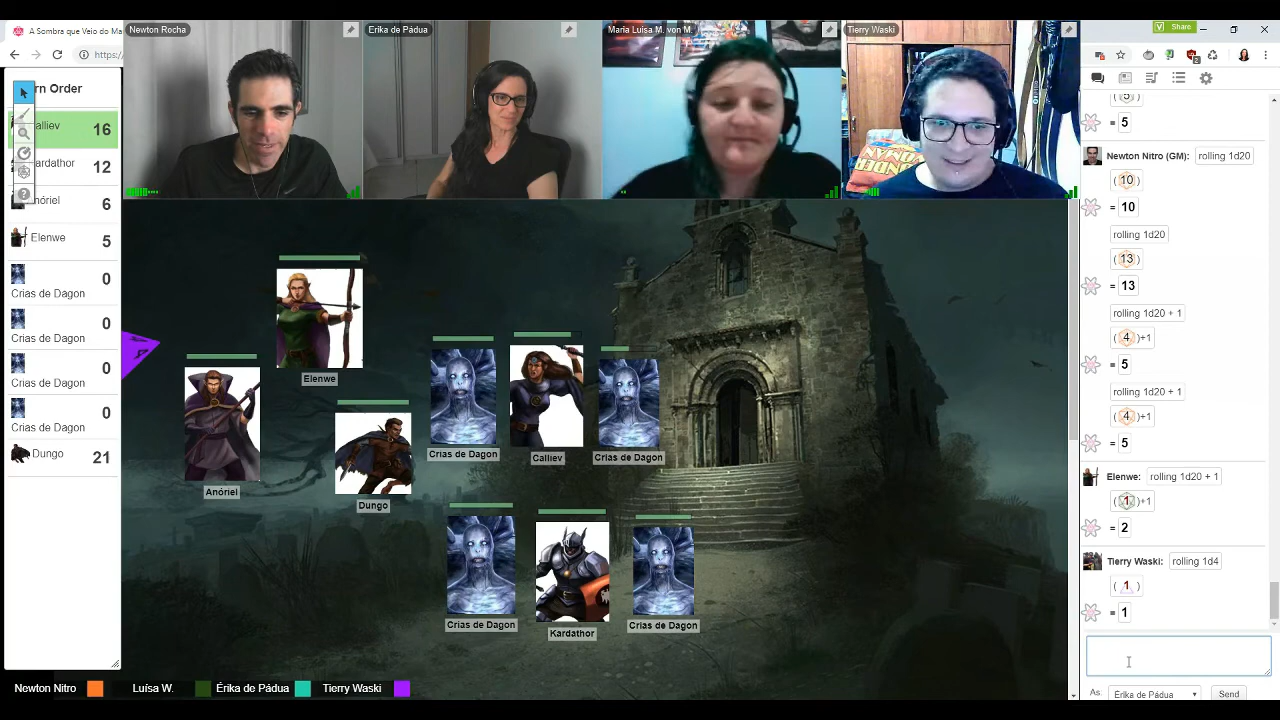 A Sombra que Veio do Ma
https:/
Newton Rocha
Erika de Pádua
Maria Luisa M. von M.
Tierry Waski
Share
rn Order
alliev 16
ardathor 12
nóriel 6
Elenwe 5
Crias de Dagon 0
Crias de Dagon 0
Crias de Dagon 0
Crias de Dagon 0
Dungo 21
Elenwe
Anóriel
Dungo
Crias de Dagon
Calliev
Crias de Dagon
Crias de Dagon
Kardathor
Crias de Dagon
(5)
= 5
Newton Nitro (GM): rolling 1d20
(10)
= 10
rolling 1d20
(13)
= 13
rolling 1d20 + 1
(4)+1
= 5
rolling 1d20 + 1
(4)+1
= 5
Elenwe: rolling 1d20 + 1
(1)+1
= 2
Tierry Waski: rolling 1d4
(1)
= 1
As: Érika de Pádua Send
Newton Nitro Luísa W. Érika de Pádua Tierry Waski